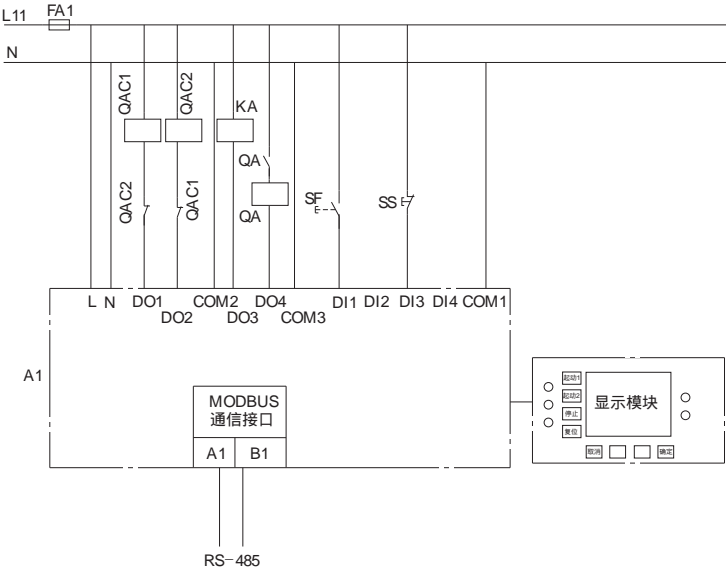 L11 FA1
N
QAC1
QAC2
KA
QAC2
QAC1
QA
QA
SF
SS
L N DO1 COM2 DO4 DI1 DI2 DI3 DI4 COM1
DO2 DO3 COM3
A1
MODBUS
通信接口
A1 B1
RS-485
起动1
起动2
停止
复位
显示模块
取消 确定